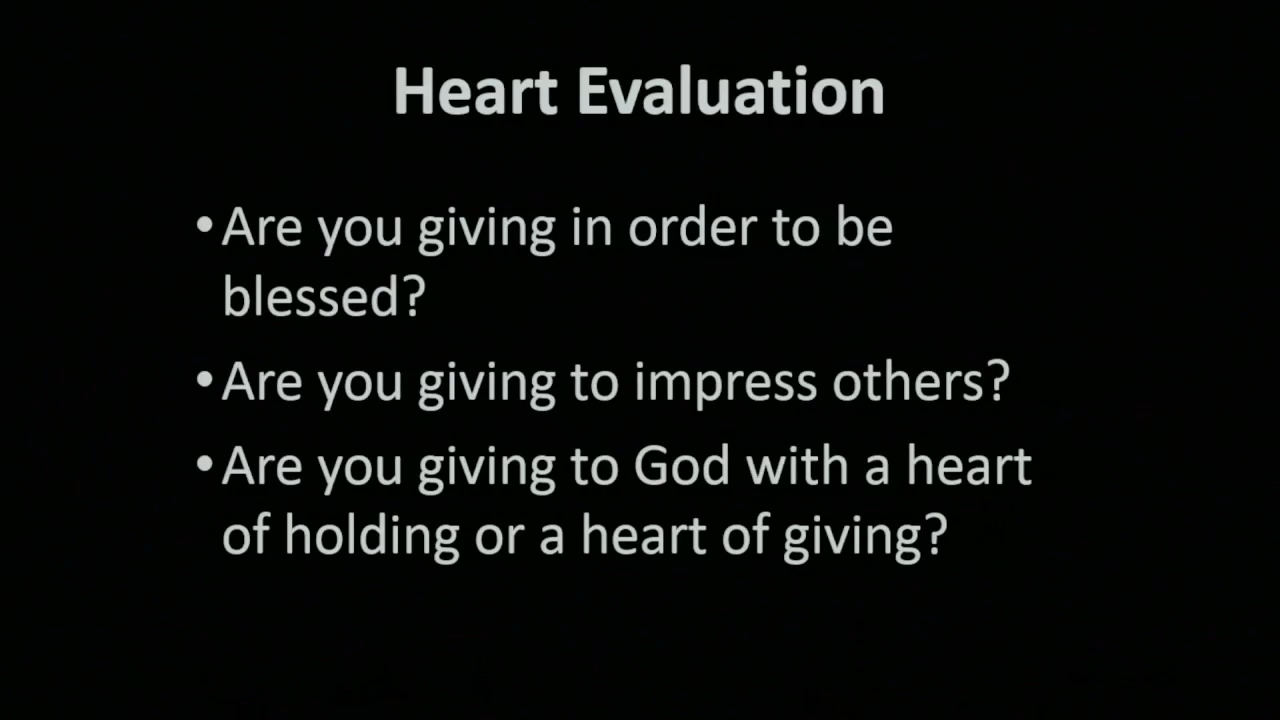 Heart Evaluation
•Are you giving in order to be
blessed?
•Are you giving to impress others?
•Are you giving to God with a heart
of holding or a heart of giving?